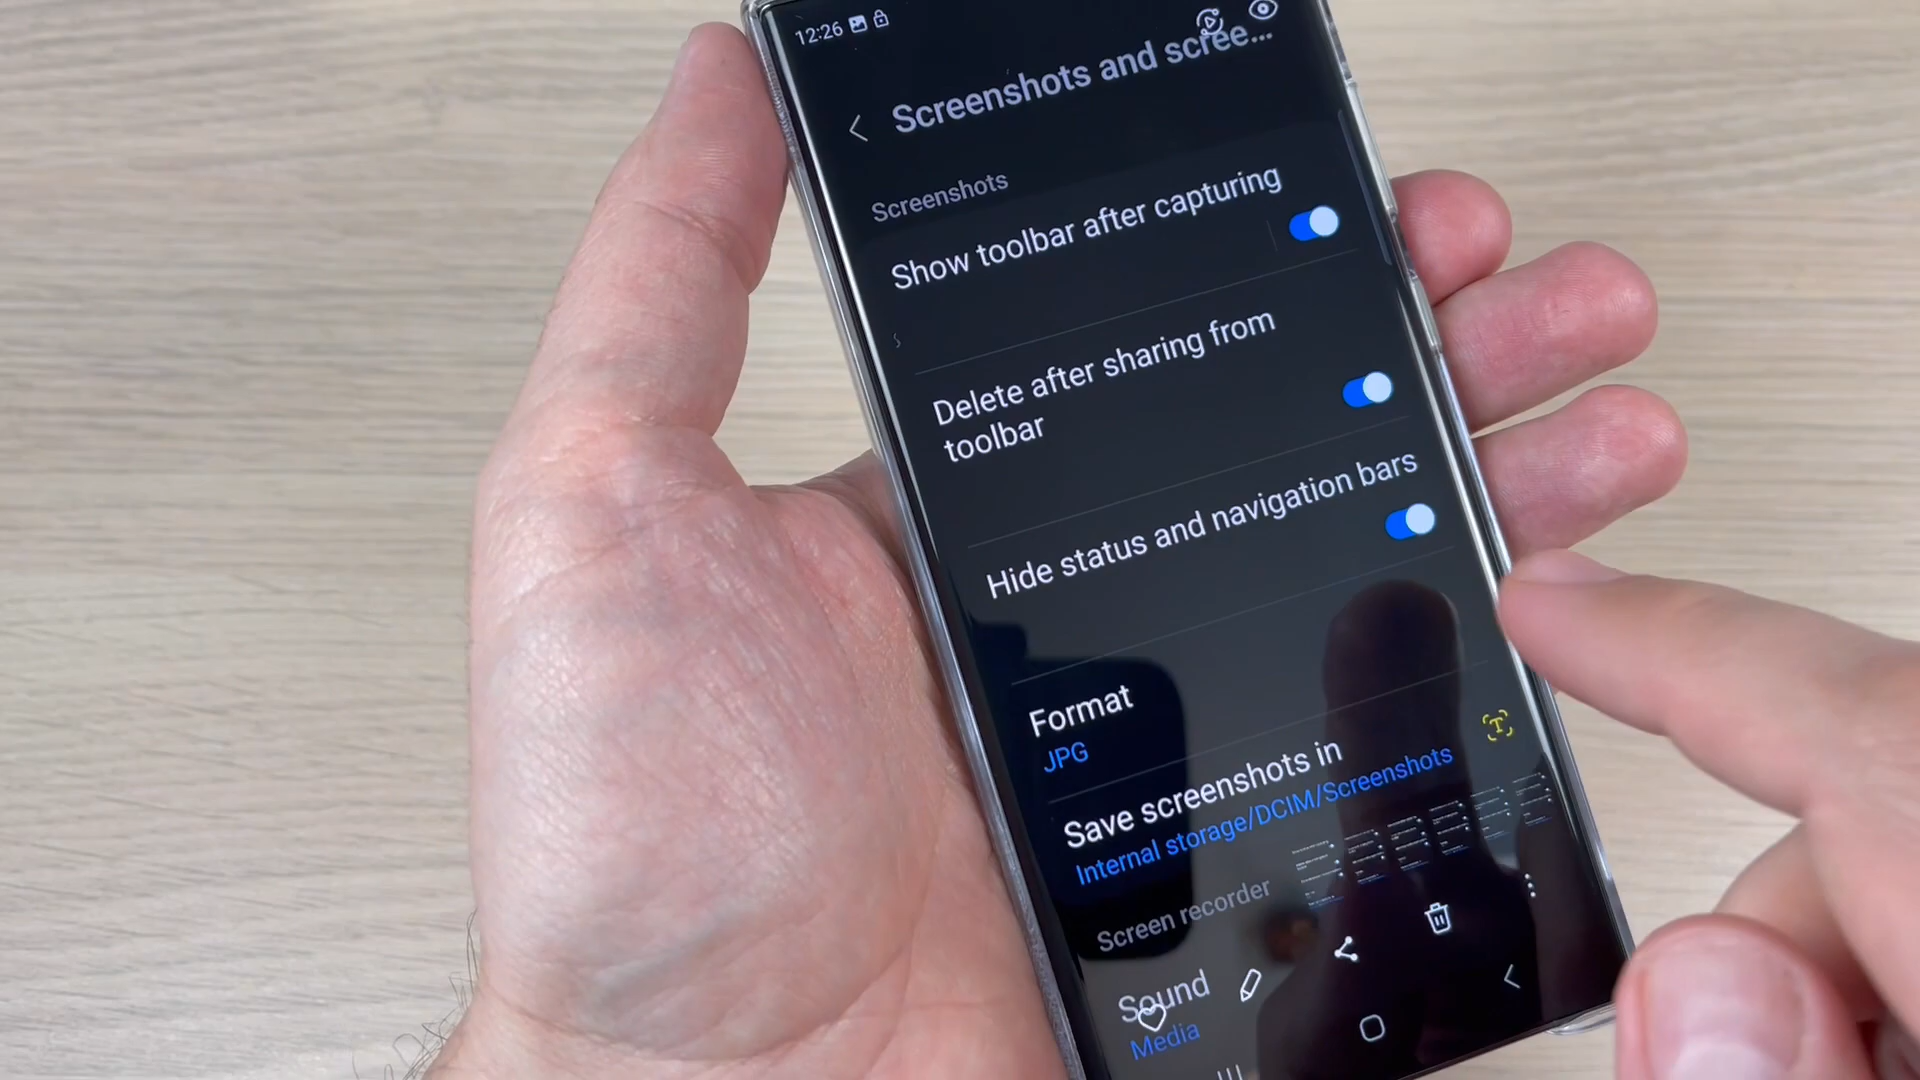 12:26
Screenshots and scree...
Screenshots
Show toolbar after capturing
Delete after sharing from
toolbar
Hide status and navigation bars
Format
JPG
Save screenshots in
Internal storage/DCIM/Screenshots
Screen recorder
Sound
Media